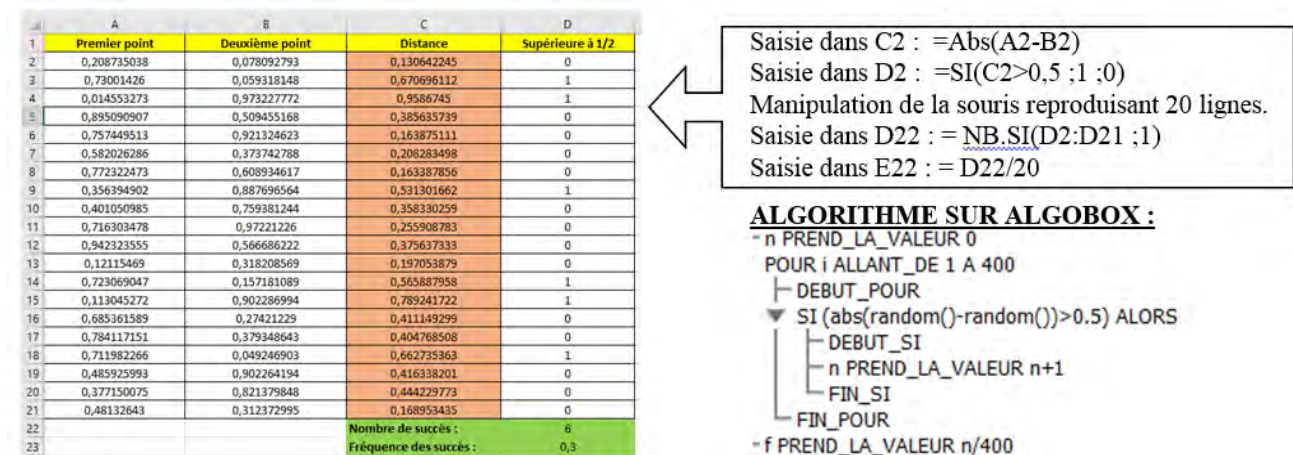 A B C D
1 Premier point Deuxième point Distance Supérieure à 1/2
2 0,208735038 0,078092793 0,130642245 0
3 0,73001426 0,059318148 0,670696112 1
4 0,014553273 0,973227772 0,9586745 1
5 0,895090907 0,509455168 0,385635739 0
6 0,757449513 0,921324623 0,163875111 0
7 0,582026286 0,373742788 0,208283498 0
8 0,772322473 0,608934617 0,163387856 0
9 0,356394902 0,887696564 0,531301662 1
10 0,401050985 0,759381244 0,358330259 0
11 0,716303478 0,97221226 0,255908783 0
12 0,942323555 0,566686222 0,375637333 0
13 0,12115469 0,318208569 0,197053879 0
14 0,723069047 0,157181089 0,565887958 1
15 0,113045272 0,902286994 0,789241722 1
16 0,685361589 0,27421229 0,411149299 0
17 0,784117151 0,379348643 0,404768508 0
18 0,711982266 0,049246903 0,662735363 1
19 0,485925993 0,902264194 0,416338201 0
20 0,377150075 0,821379848 0,444229773 0
21 0,48132643 0,312372995 0,168953435 0
22 Nombre de succès : 6
23 Fréquence des succès : 0,3
Saisie dans C2 : =Abs(A2-B2)
Saisie dans D2 : =SI(C2>0,5 ;1 ;0)
Manipulation de la souris reproduisant 20 lignes.
Saisie dans D22 : = NB.SI(D2:D21 ;1)
Saisie dans E22 : = D22/20
ALGORITHME SUR ALGOBOX :
n PREND_LA_VALEUR 0
POUR i ALLANT_DE 1 A 400
DEBUT_POUR
SI (abs(random()-random())>0.5) ALORS
DEBUT_SI
n PREND_LA_VALEUR n+1
FIN_SI
FIN_POUR
f PREND_LA_VALEUR n/400